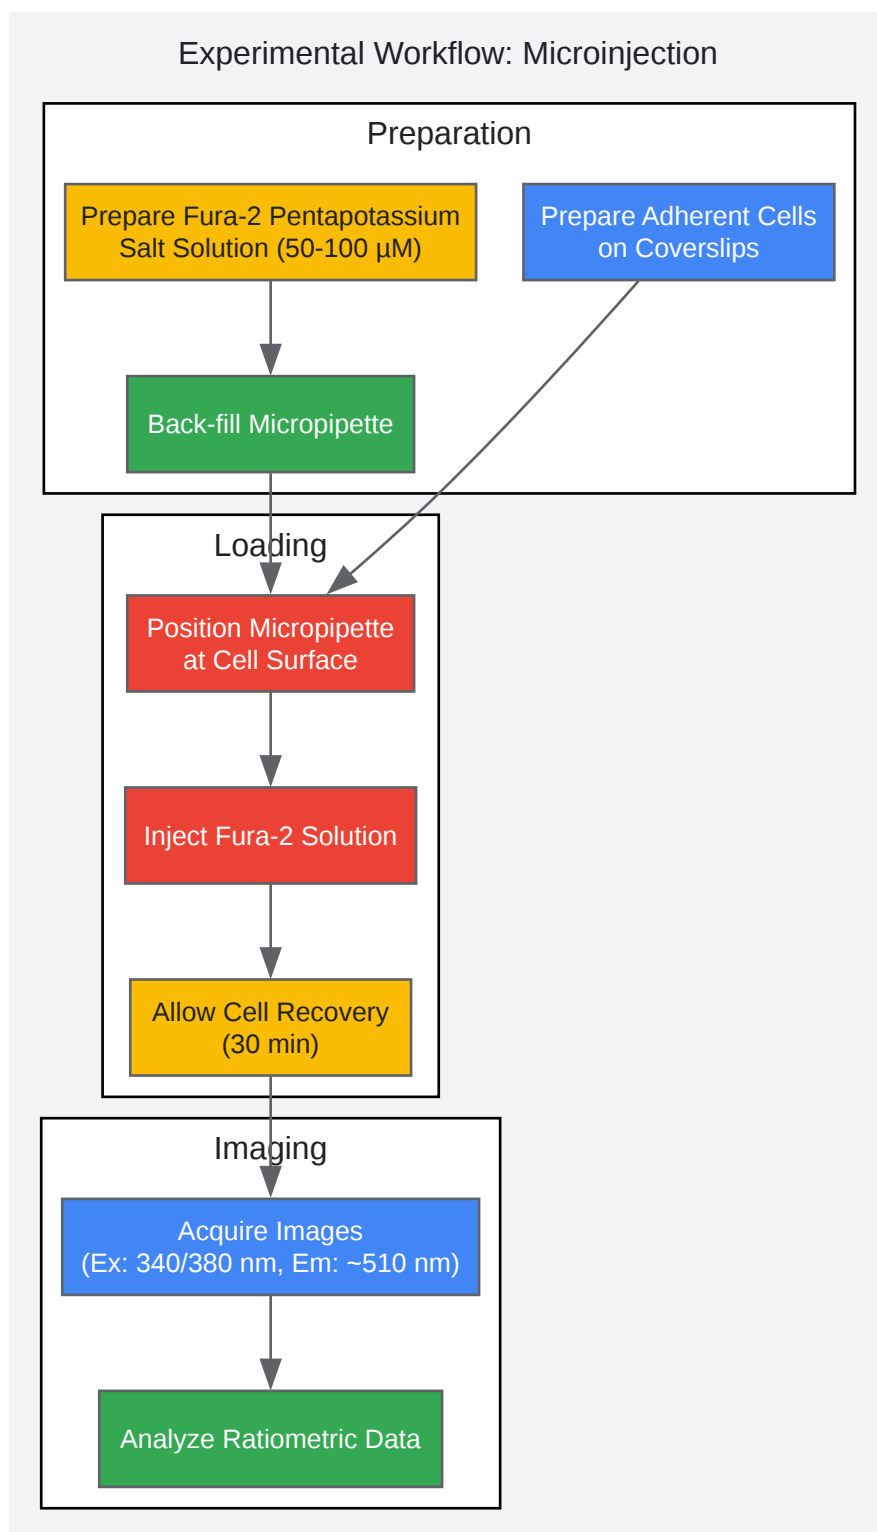 Experimental Workflow: Microinjection
Preparation
Prepare Fura-2 Pentapotassium
Salt Solution (50-100 µM)
Prepare Adherent Cells
on Coverslips
Back-fill Micropipette
Loading
Position Micropipette
at Cell Surface
Inject Fura-2 Solution
Allow Cell Recovery
(30 min)
Imaging
Acquire Images
(Ex: 340/380 nm, Em: ~510 nm)
Analyze Ratiometric Data